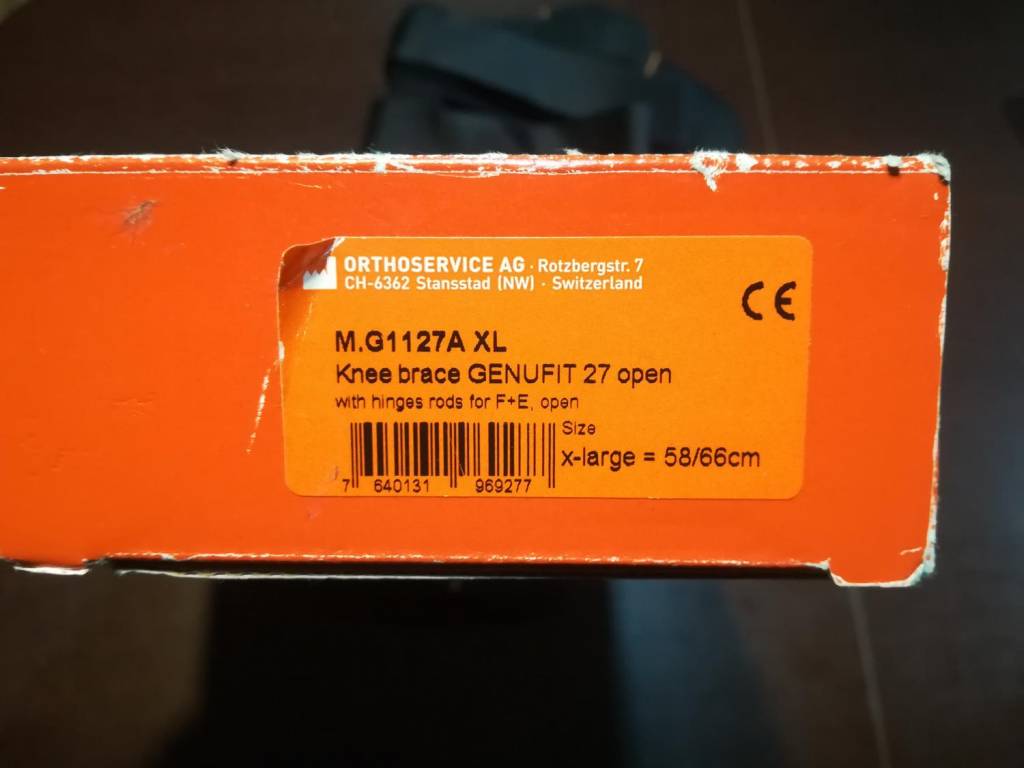 ORTHOSERVICE AG · Rotzbergstr. 7
CH-6362 Stansstad (NW) · Switzerland
CE
M.G1127A XL
Knee brace GENUFIT 27 open
with hinges rods for F+E, open
Size
x-large = 58/66cm
7 640131 969277